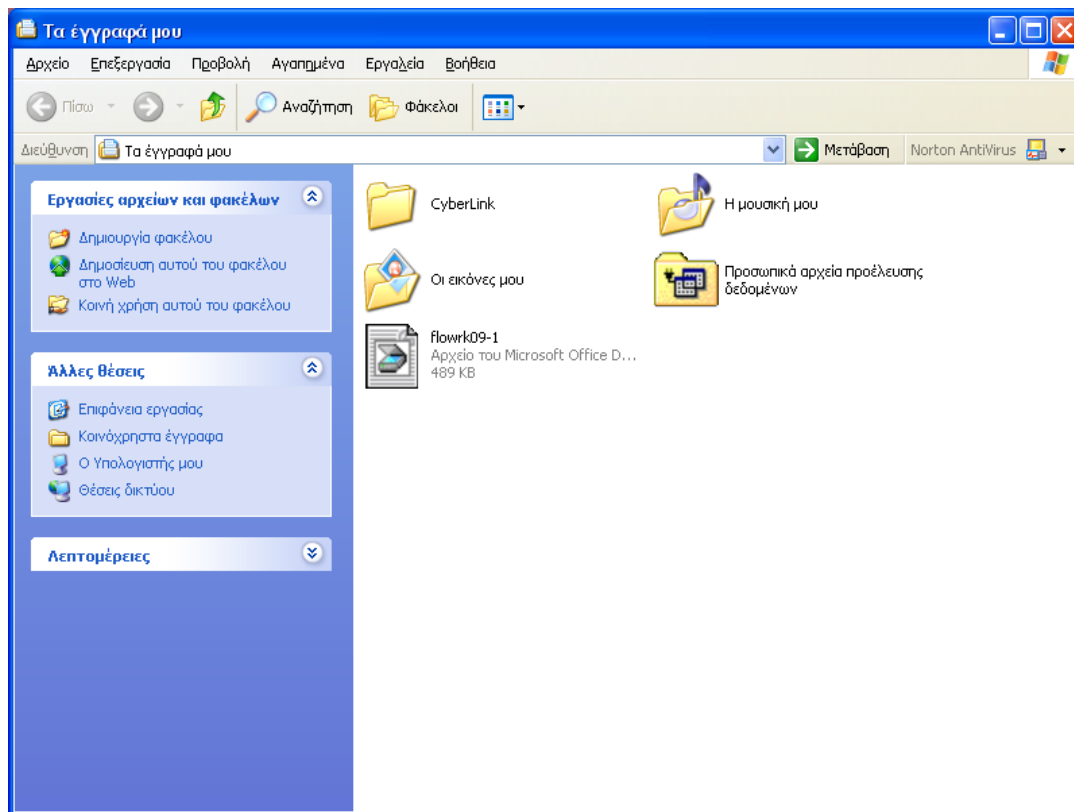 Τα έγγραφά μου
Αρχείο Επεξεργασία Προβολή Αγαπημένα Εργαλεία Βοήθεια
Πίσω Αναζήτηση Φάκελοι
Διεύθυνση Τα έγγραφά μου Μετάβαση Norton AntiVirus
Εργασίες αρχείων και φακέλων
Δημιουργία φακέλου
Δημοσίευση αυτού του φακέλου
στο Web
Κοινή χρήση αυτού του φακέλου
Άλλες θέσεις
Επιφάνεια εργασίας
Κοινόχρηστα έγγραφα
Ο Υπολογιστής μου
Θέσεις δικτύου
Λεπτομέρειες
CyberLink
Η μουσική μου
Οι εικόνες μου
Προσωπικά αρχεία προέλευσης
δεδομένων
flowrk09-1
Αρχείο του Microsoft Office D...
489 KB